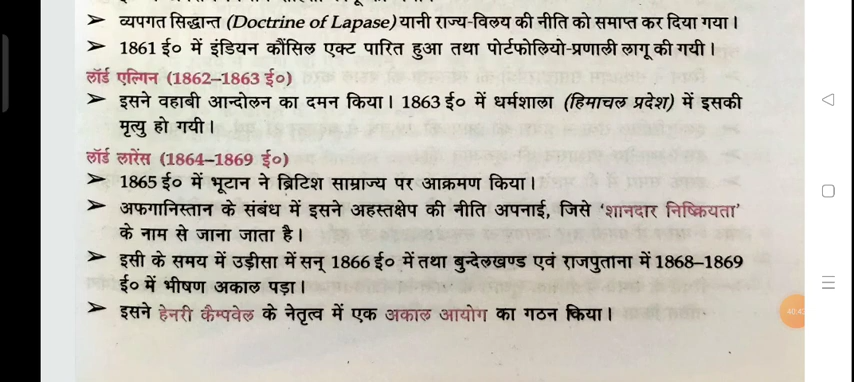 ➢ व्यपगत सिद्धान्त (Doctrine of Lapase) यानी राज्य-विलय की नीति को समाप्त कर दिया गया।
➢ 1861 ई० में इंडियन कौंसिल एक्ट पारित हुआ तथा पोर्टफोलियो-प्रणाली लागू की गयी।
लॉर्ड एल्गिन (1862–1863 ई०)
➢ इसने वहाबी आन्दोलन का दमन किया। 1863 ई० में धर्मशाला (हिमाचल प्रदेश) में इसकी
मृत्यु हो गयी।
लॉर्ड लारेंस (1864–1869 ई०)
➢ 1865 ई० में भूटान ने ब्रिटिश साम्राज्य पर आक्रमण किया।
➢ अफगानिस्तान के संबंध में इसने अहस्तक्षेप की नीति अपनाई, जिसे ‘शानदार निष्क्रियता’
के नाम से जाना जाता है।
➢ इसी के समय में उड़ीसा में सन् 1866 ई० में तथा बुन्देलखण्ड एवं राजपुताना में 1868–1869
ई० में भीषण अकाल पड़ा।
➢ इसने हेनरी कैम्पवेल के नेतृत्व में एक अकाल आयोग का गठन किया।